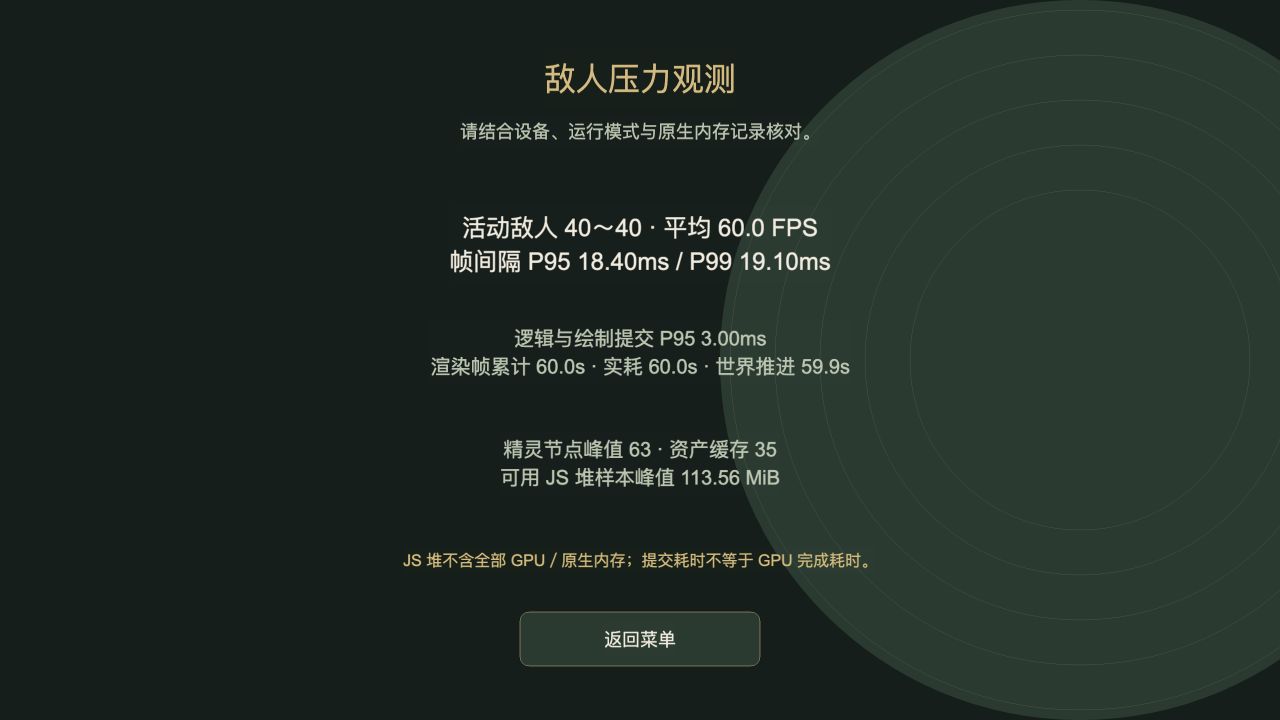 敌人压力观测
请结合设备、运行模式与原生内存记录核对。
活动敌人 40～40 · 平均 60.0 FPS
帧间隔 P95 18.40ms / P99 19.10ms
逻辑与绘制提交 P95 3.00ms
渲染帧累计 60.0s · 实耗 60.0s · 世界推进 59.9s
精灵节点峰值 63 · 资产缓存 35
可用 JS 堆样本峰值 113.56 MiB
JS 堆不含全部 GPU / 原生内存；提交耗时不等于 GPU 完成耗时。
返回菜单